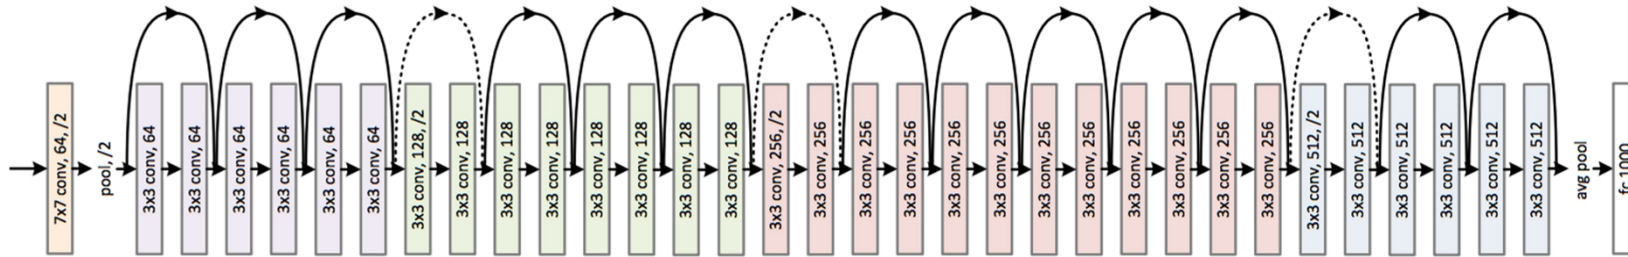 7x7 conv, 64, /2
pool, /2
3x3 conv, 64
3x3 conv, 64
3x3 conv, 64
3x3 conv, 64
3x3 conv, 64
3x3 conv, 64
3x3 conv, 128, /2
3x3 conv, 128
3x3 conv, 128
3x3 conv, 128
3x3 conv, 128
3x3 conv, 128
3x3 conv, 128
3x3 conv, 128
3x3 conv, 256, /2
3x3 conv, 256
3x3 conv, 256
3x3 conv, 256
3x3 conv, 256
3x3 conv, 256
3x3 conv, 256
3x3 conv, 256
3x3 conv, 256
3x3 conv, 256
3x3 conv, 256
3x3 conv, 256
3x3 conv, 512, /2
3x3 conv, 512
3x3 conv, 512
3x3 conv, 512
3x3 conv, 512
3x3 conv, 512
avg pool
fc 1000